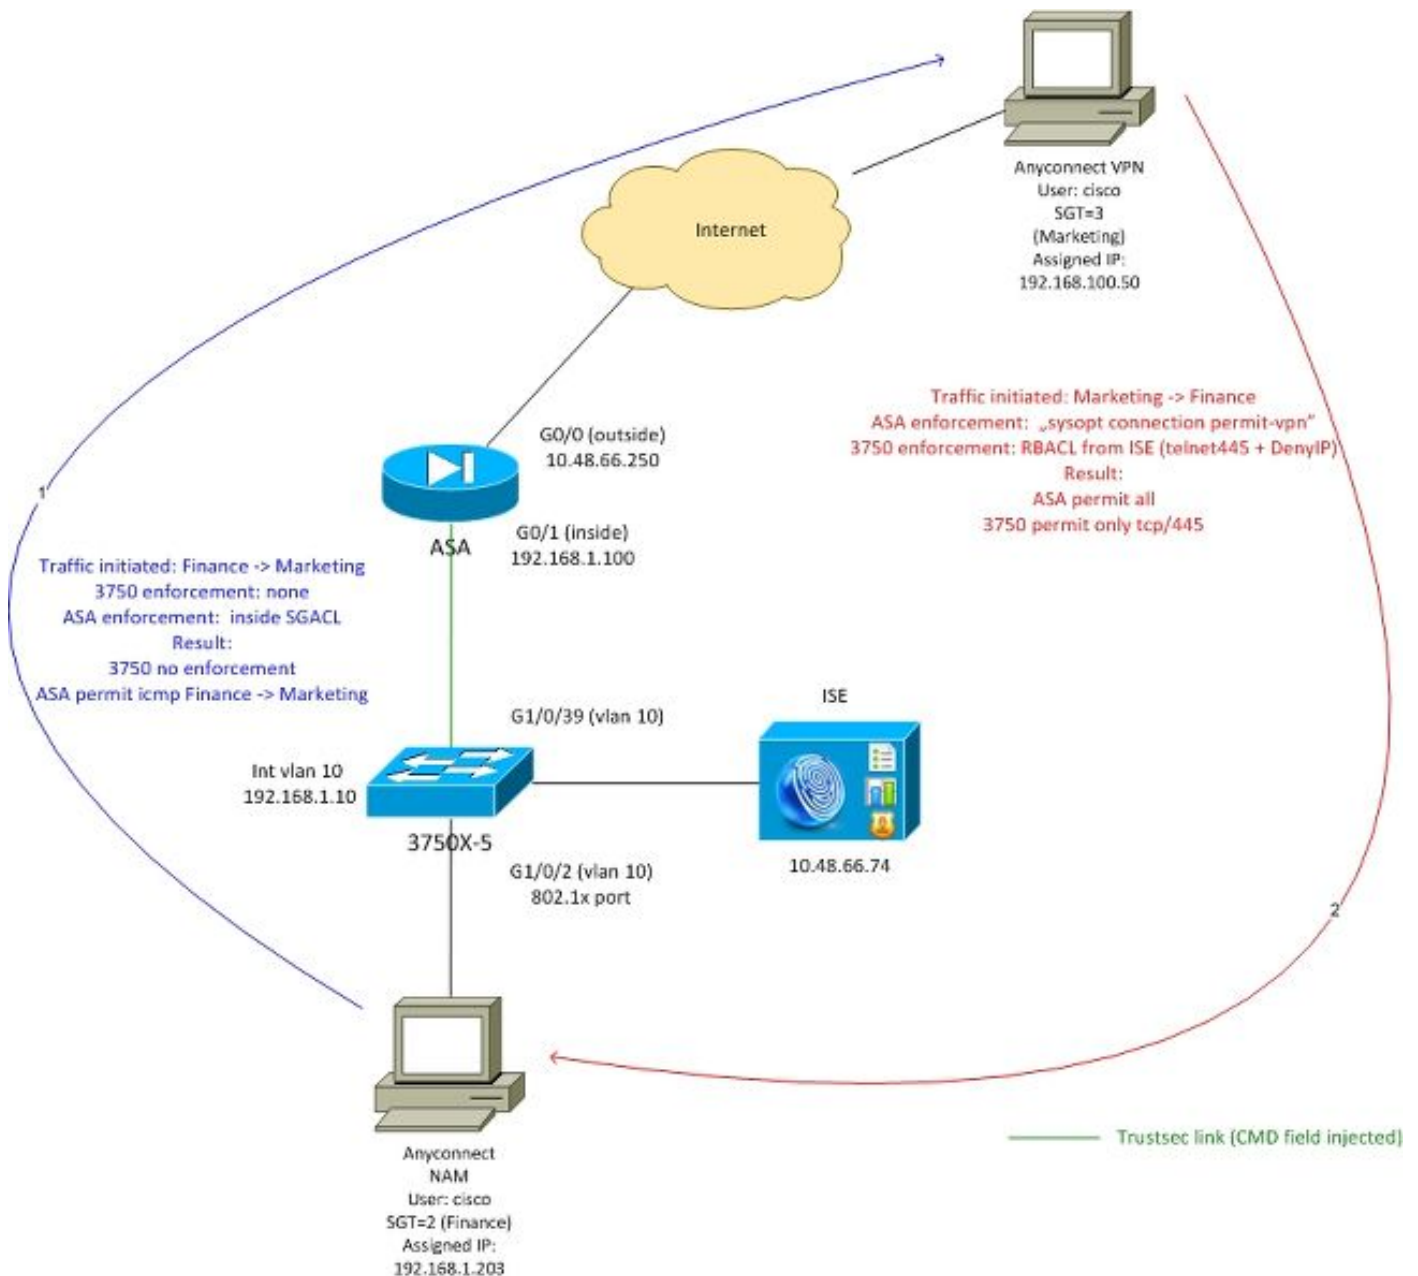 Anyconnect VPN
User: cisco
SGT=3
(Marketing)
Assigned IP:
192.168.100.50
Internet
Traffic initiated: Marketing -> Finance
ASA enforcement: „sysopt connection permit-vpn”
3750 enforcement: RBACL from ISE (telnet445 + DenyIP)
Result:
ASA permit all
3750 permit only tcp/445
G0/0 (outside)
10.48.66.250
1
ASA
G0/1 (inside)
192.168.1.100
Traffic initiated: Finance -> Marketing
3750 enforcement: none
ASA enforcement: inside SGACL
Result:
3750 no enforcement
ASA permit icmp Finance -> Marketing
G1/0/39 (vlan 10)
ISE
Int vlan 10
192.168.1.10
3750X-5
G1/0/2 (vlan 10)
802.1x port
10.48.66.74
2
Trustsec link (CMD field injected)
Anyconnect
NAM
User: cisco
SGT=2 (Finance)
Assigned IP:
192.168.1.203